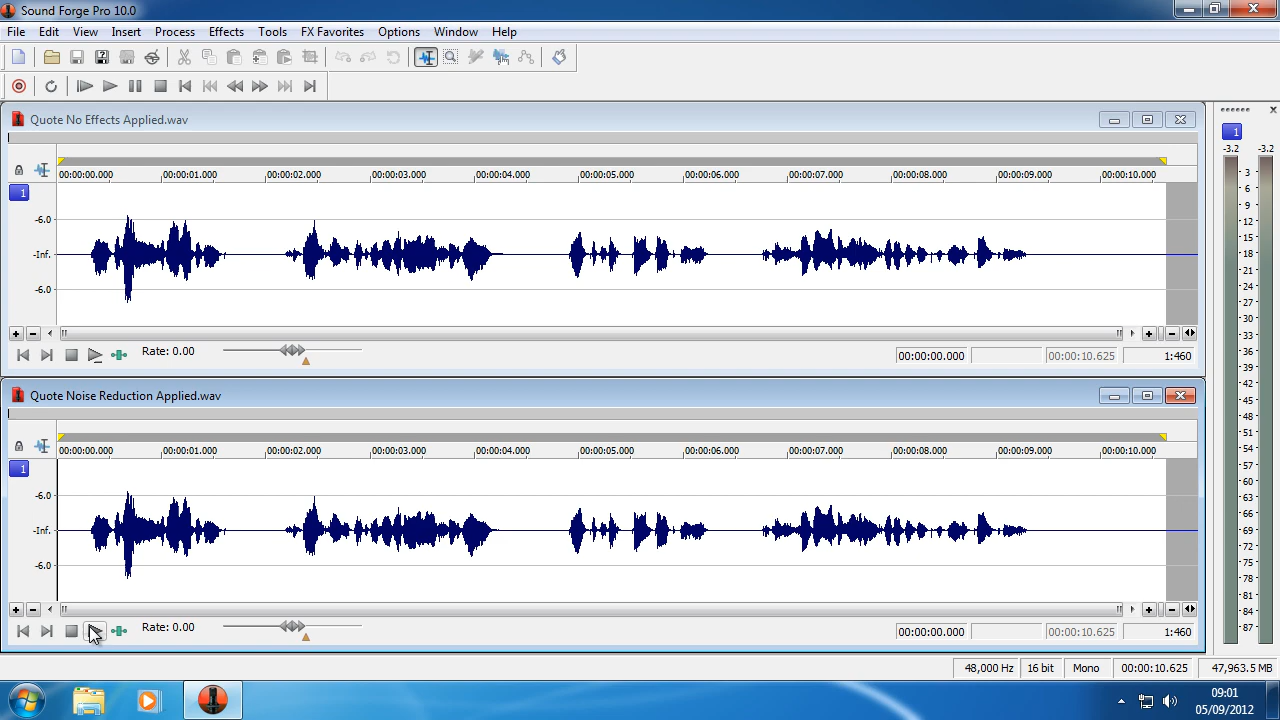 Sound Forge Pro 10.0
File Edit View Insert Process Effects Tools FX Favorites Options Window Help
Quote No Effects Applied.wav
00:00:00.000 00:00:01.000 00:00:02.000 00:00:03.000 00:00:04.000 00:00:05.000 00:00:06.000 00:00:07.000 00:00:08.000 00:00:09.000 00:00:10.000
1
-6.0
-Inf.
-6.0
Rate: 0.00
00:00:00.000 00:00:10.625 1:460
Quote Noise Reduction Applied.wav
00:00:00.000 00:00:01.000 00:00:02.000 00:00:03.000 00:00:04.000 00:00:05.000 00:00:06.000 00:00:07.000 00:00:08.000 00:00:09.000 00:00:10.000
1
-6.0
-Inf.
-6.0
Rate: 0.00
00:00:00.000 00:00:10.625 1:460
1
-3.2 -3.2
- 3 -
- 6 -
- 9 -
-12-
-15-
-18-
-21-
-24-
-27-
-30-
-33-
-36-
-39-
-42-
-45-
-48-
-51-
-54-
-57-
-60-
-63-
-66-
-69-
-72-
-75-
-78-
-81-
-84-
-87-
48,000 Hz 16 bit Mono 00:00:10.625 47,963.5 MB
09:01
05/09/2012